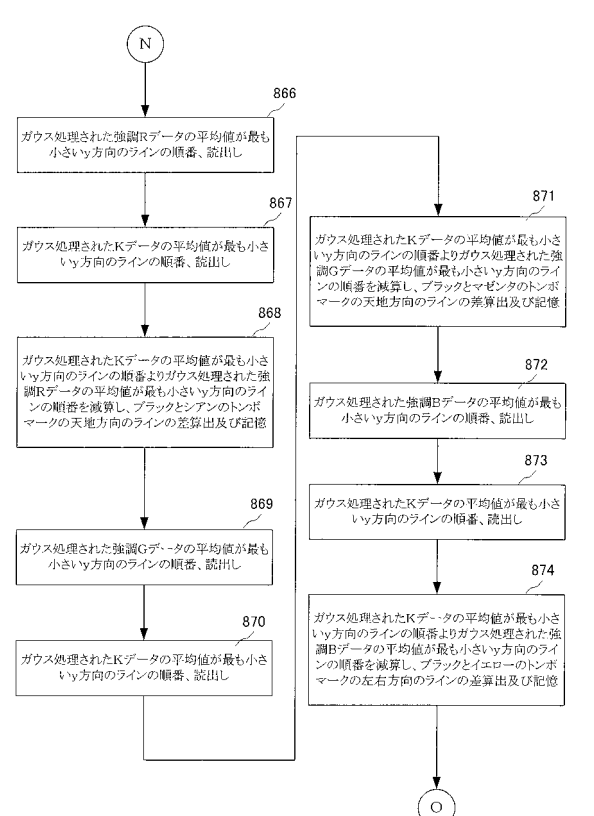 N
866
ガウス処理された強調Rデータの平均値が最も
小さいy方向のラインの順番、読出し
867
ガウス処理されたKデータの平均値が最も小さ
いy方向のラインの順番、読出し
868
ガウス処理されたKデータの平均値が最も小さ
いy方向のラインの順番よりガウス処理された強
調Rデータの平均値が最も小さいy方向のライ
ンの順番を減算し、ブラックとシアンのトンボ
マークの天地方向のラインの差算出及び記憶
869
ガウス処理された強調Gデータの平均値が最も
小さいy方向のラインの順番、読出し
870
ガウス処理されたKデータの平均値が最も小さ
いy方向のラインの順番、読出し
871
ガウス処理されたKデータの平均値が最も小さ
いy方向のラインの順番よりガウス処理された強
調Gデータの平均値が最も小さいy方向のライ
ンの順番を減算し、ブラックとマゼンタのトンボ
マークの天地方向のラインの差算出及び記憶
872
ガウス処理された強調Bデータの平均値が最も
小さいy方向のラインの順番、読出し
873
ガウス処理されたKデータの平均値が最も小さ
いy方向のラインの順番、読出し
874
ガウス処理されたKデータの平均値が最も小さ
いy方向のラインの順番よりガウス処理された強
調Bデータの平均値が最も小さいy方向のライ
ンの順番を減算し、ブラックとイエローのトンボ
マークの左右方向のラインの差算出及び記憶
O